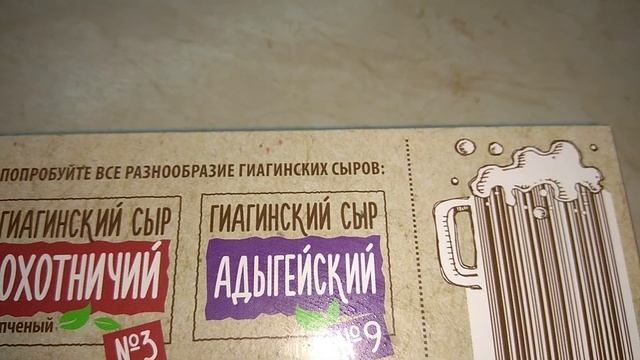 ПОПРОБУЙТЕ ВСЕ РАЗНООБРАЗИЕ ГИАГИНСКИХ СЫРОВ:
ГИАГИНСКИЙ СЫР
ОХОТНИЧИЙ
№3
ГИАГИНСКИЙ СЫР
АДЫГЕЙСКИЙ
№9